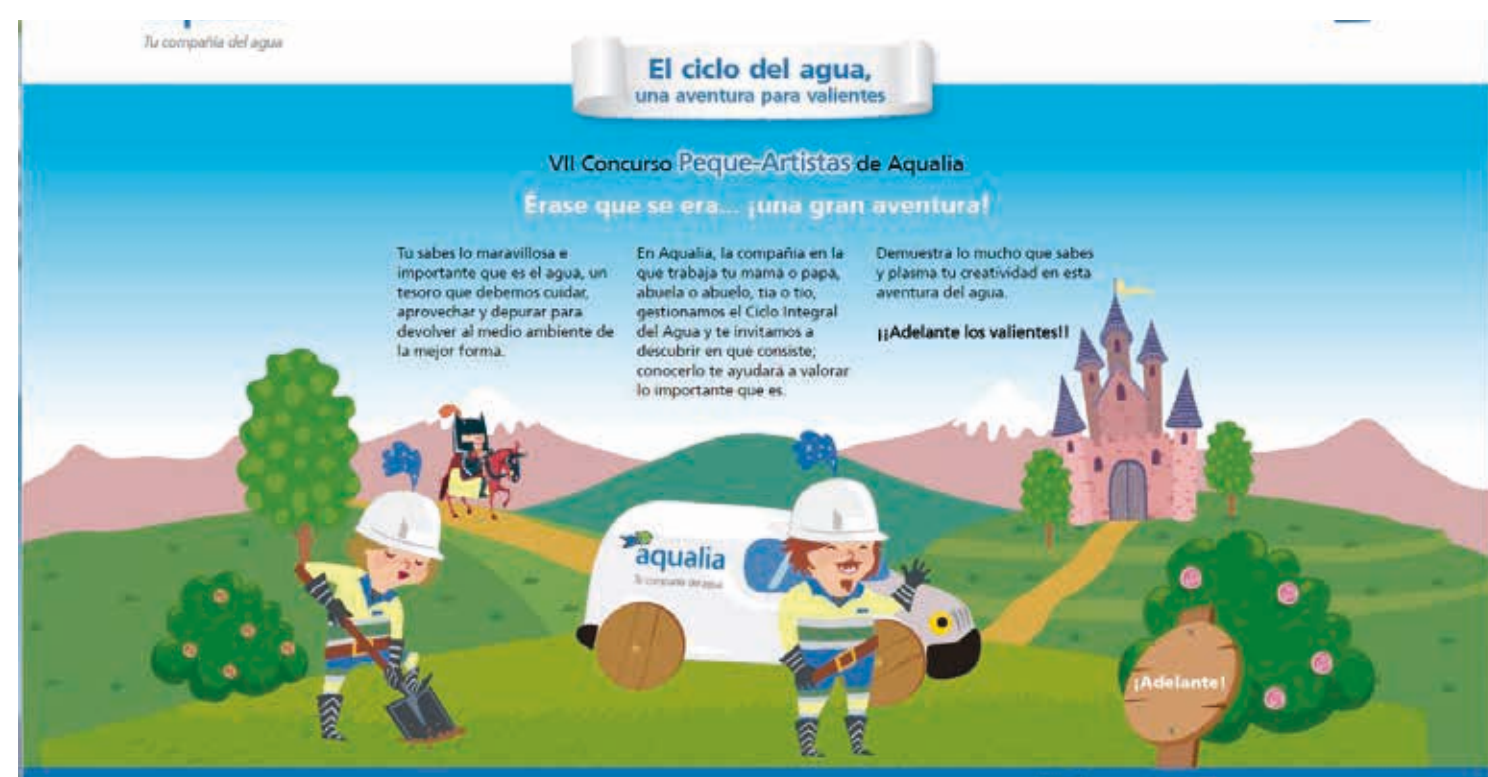 Tu compañía del agua
El ciclo del agua,
una aventura para valientes
VII Concurso Peque-Artistas de Aqualia
Érase que se era... ¡una gran aventura!
Tu sabes lo maravillosa e
importante que es el agua, un
tesoro que debemos cuidar,
aprovechar y depurar para
devolver al medio ambiente de
la mejor forma.
En Aqualia, la compañía en la
que trabaja tu mamá o papá,
abuela o abuelo, tía o tío,
gestionamos el Ciclo Integral
del Agua y te invitamos a
descubrir en que consiste;
conocerlo te ayudará a valorar
lo importante que es.
Demuestra lo mucho que sabes
y plasma tu creatividad en esta
aventura del agua.
¡¡Adelante los valientes!!
aqualia
Tu compañía del agua
¡Adelante!